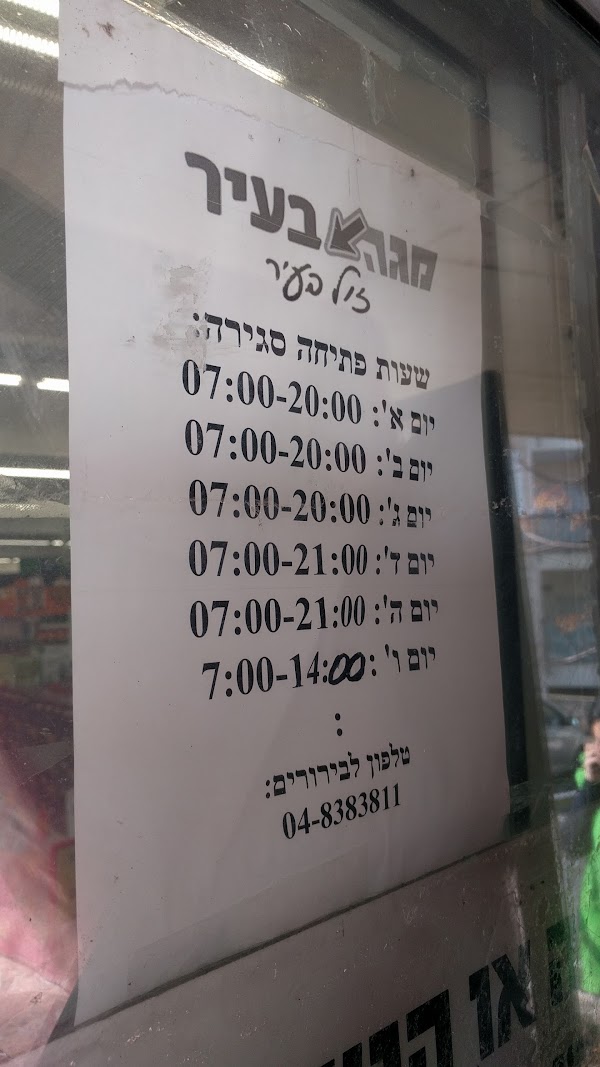 מגה בעיר
זול בעיר
שעות פתיחה סגירה:
יום א': 07:00-20:00
יום ב': 07:00-20:00
יום ג': 07:00-20:00
יום ד': 07:00-21:00
יום ה': 07:00-21:00
יום ו': 7:00-14:00
:
טלפון לבירורים:
04-8383811